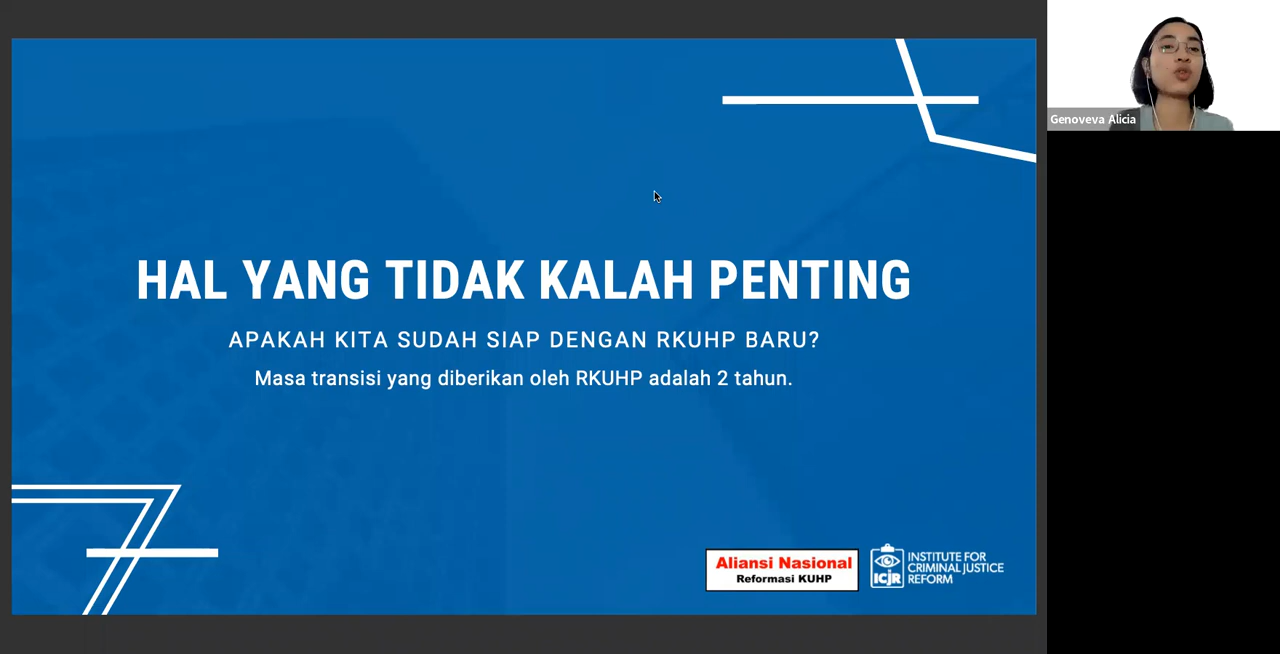 Genoveva Alicia
HAL YANG TIDAK KALAH PENTING
APAKAH KITA SUDAH SIAP DENGAN RKUHP BARU?
Masa transisi yang diberikan oleh RKUHP adalah 2 tahun.
Aliansi Nasional
Reformasi KUHP
ICJR
INSTITUTE FOR
CRIMINAL JUSTICE
REFORM